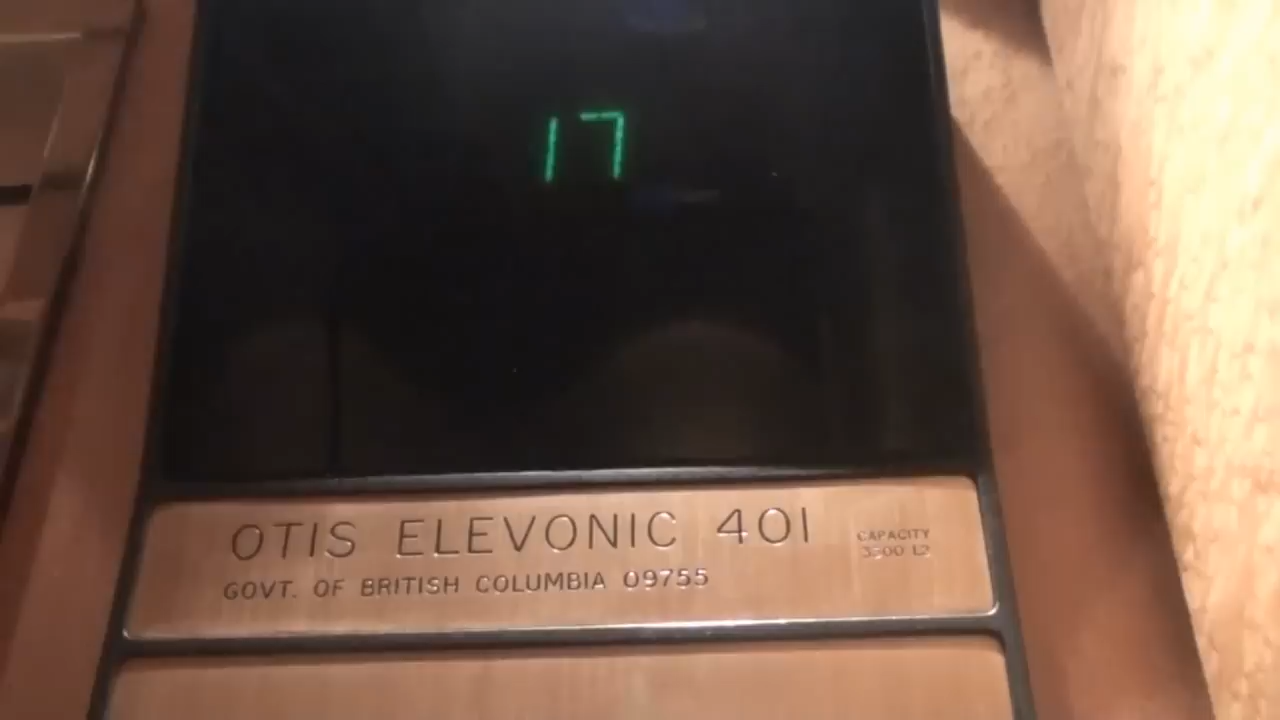 17
OTIS ELEVONIC 401
GOVT. OF BRITISH COLUMBIA 09755
CAPACITY